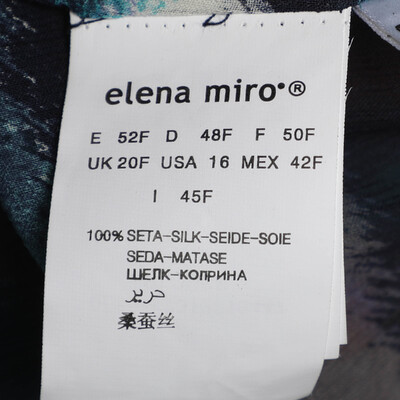 elena miro®
E 52F D 48F F 50F
UK 20F USA 16 MEX 42F
I 45F
100% SETA-SILK-SEIDE-SOIE
SEDA-MATASE
ШЕЛК-КОПРИНА
حرير
桑蚕丝